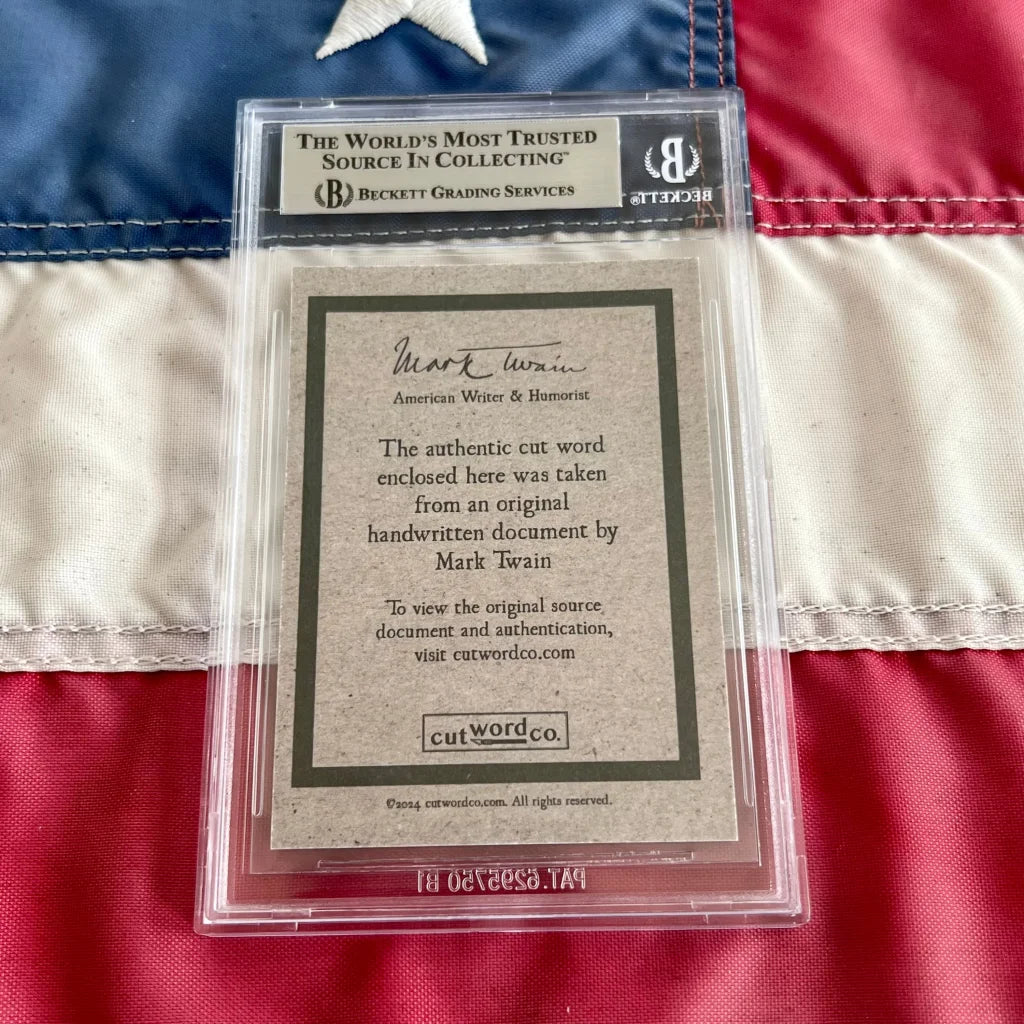 THE WORLD'S MOST TRUSTED
SOURCE IN COLLECTING™
B BECKETT GRADING SERVICES
B
BECKETT®
Mark Twain
American Writer & Humorist
The authentic cut word
enclosed here was taken
from an original
handwritten document by
Mark Twain
To view the original source
document and authentication,
visit cutwordco.com
cut word co.
©2024 cutwordco.com. All rights reserved.
PAT. 6295750 B1